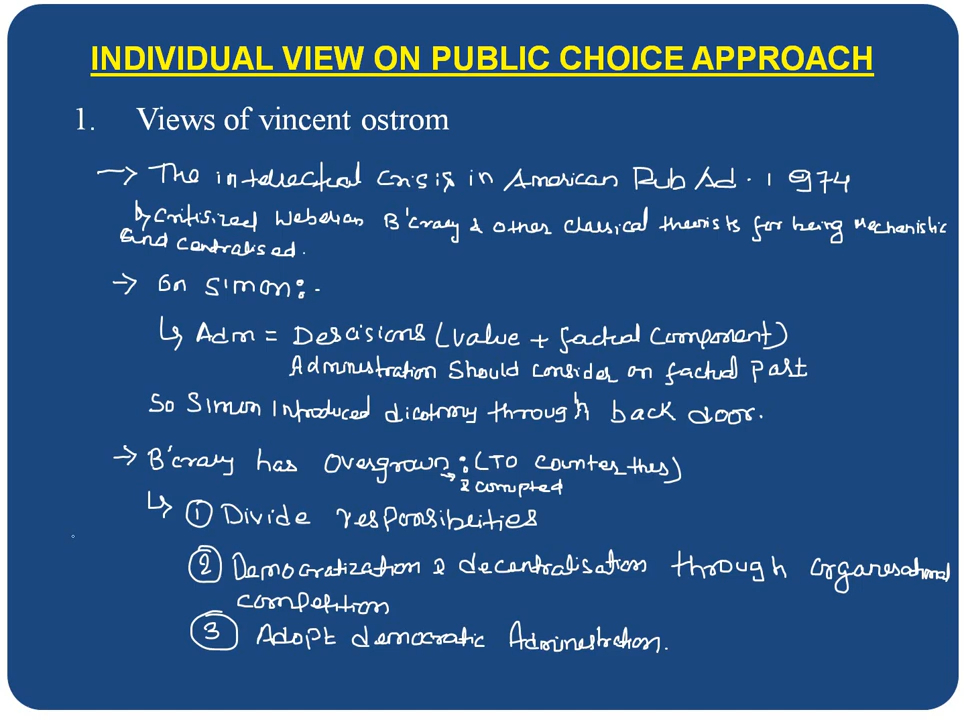 INDIVIDUAL VIEW ON PUBLIC CHOICE APPROACH
1. Views of vincent ostrom
→ The intellectual crisis in American Pub Ad. 1974
↳ Critisized Weberian B'cracy & other classical theorists for being Mechanistic
and centralised.
→ On Simon:-
↳ Adm = Descisions (value + factual component)
Administration should consider on factual part
So Simon introduced dicotomy through back door.
→ B'cracy has overgrown : (To counter this)
→ & corrupted
↳ ① Divide responsibilities
② Democratization & decentralisation through organisational
competition
③ Adopt democratic Administration.